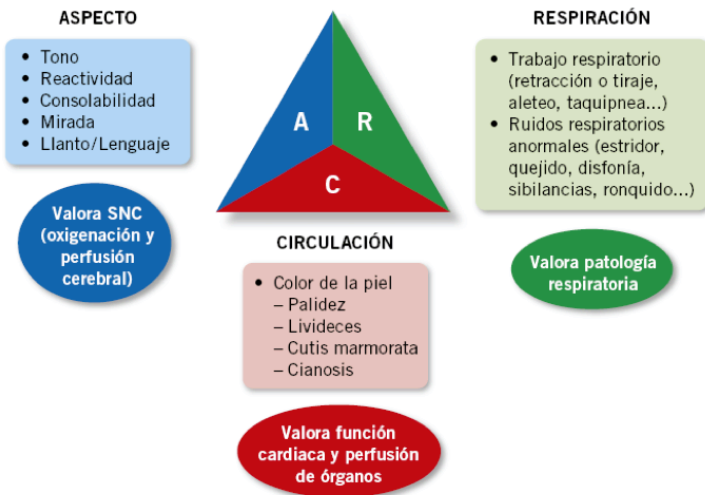 ASPECTO
• Tono
• Reactividad
• Consolabilidad
• Mirada
• Llanto/Lenguaje
Valora SNC
(oxigenación y
perfusión
cerebral)
A
R
C
RESPIRACIÓN
• Trabajo respiratorio
(retracción o tiraje,
aleteo, taquipnea...)
• Ruidos respiratorios
anormales (estridor,
quejido, disfonía,
sibilancias, ronquido...)
Valora patología
respiratoria
CIRCULACIÓN
• Color de la piel
– Palidez
– Livideces
– Cutis marmorata
– Cianosis
Valora función
cardiaca y perfusión
de órganos